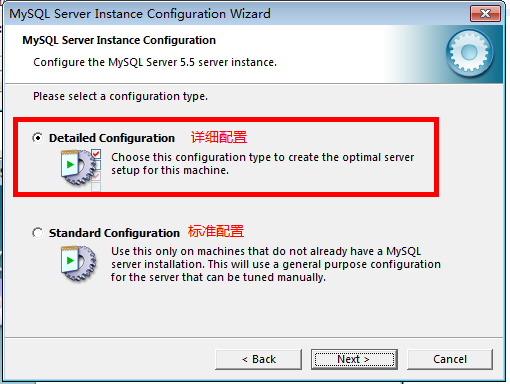 MySQL Server Instance Configuration Wizard
MySQL Server Instance Configuration
Configure the MySQL Server 5.5 server instance.
Please select a configuration type.
Detailed Configuration 详细配置
Choose this configuration type to create the optimal server
setup for this machine.
Standard Configuration 标准配置
Use this only on machines that do not already have a MySQL
server installation. This will use a general purpose configuration
for the server that can be tuned manually.
< Back Next > Cancel